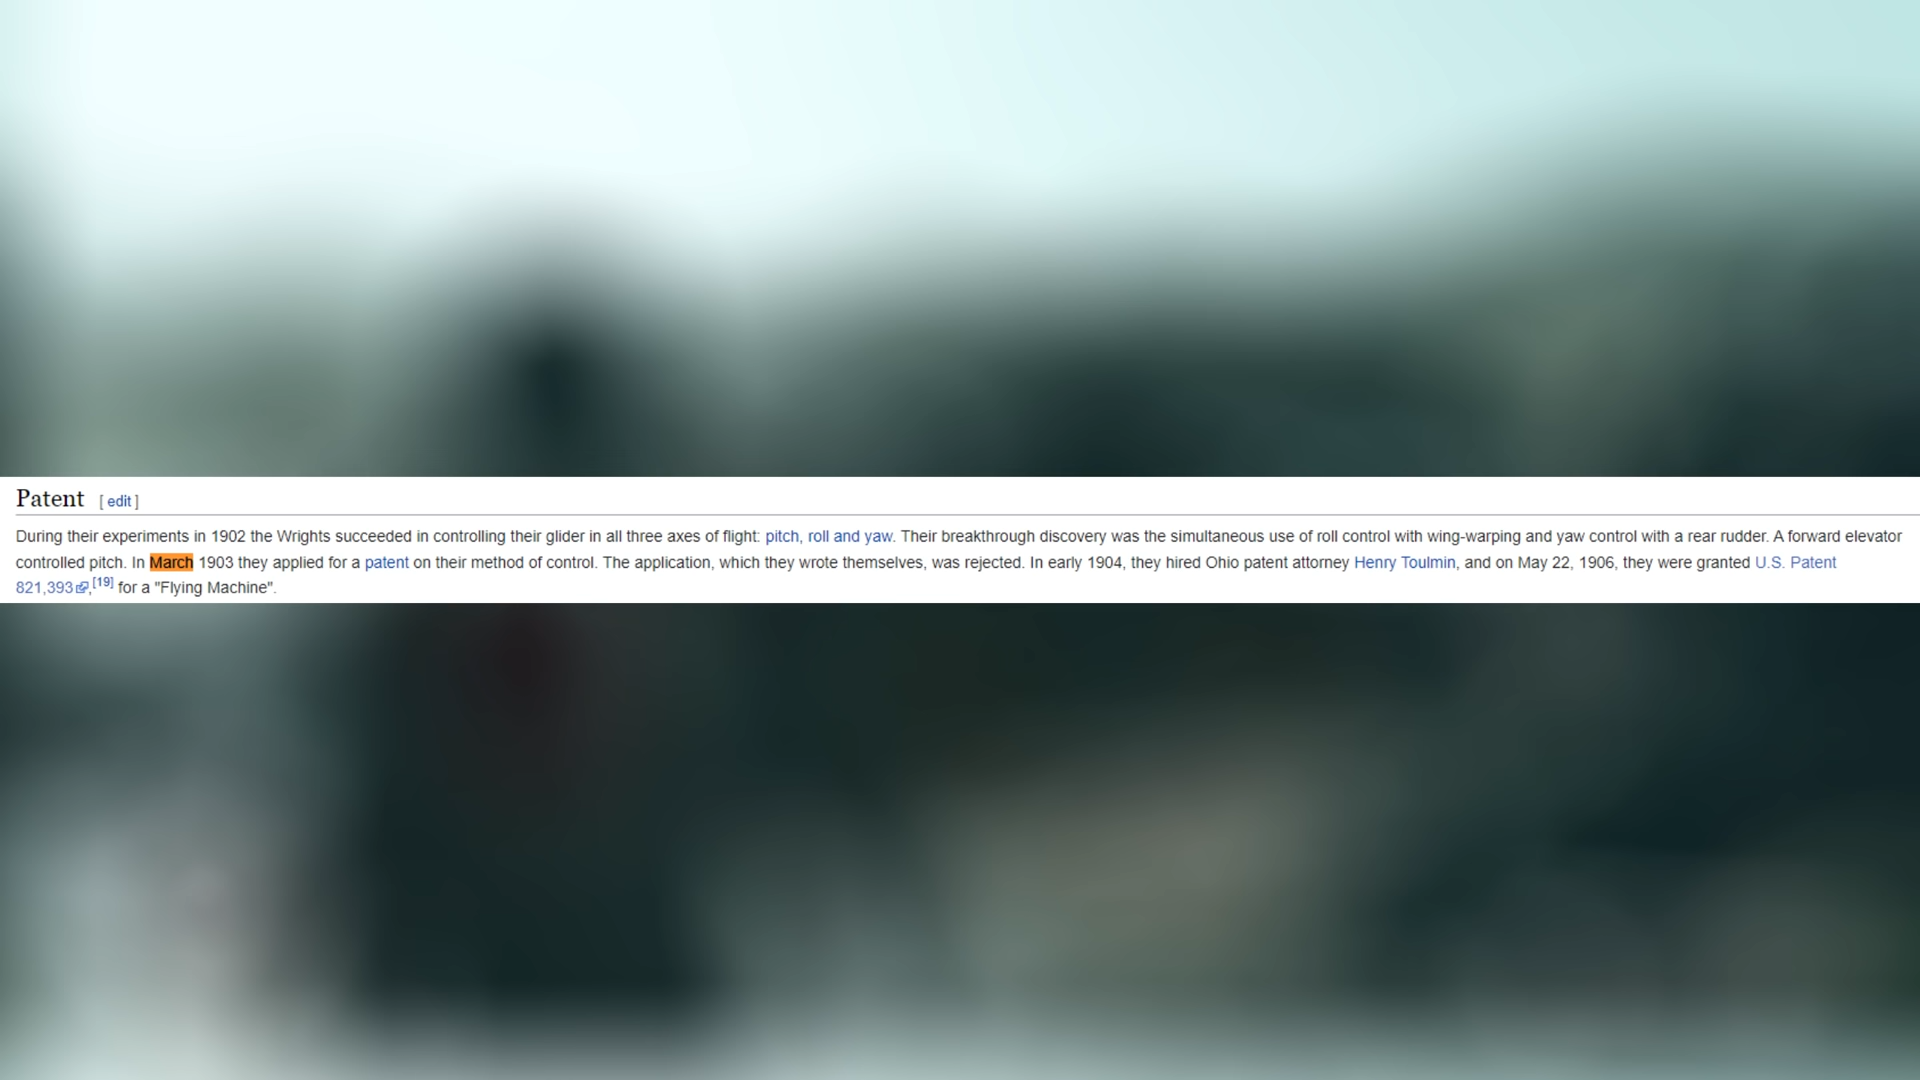 Patent [ edit ]
During their experiments in 1902 the Wrights succeeded in controlling their glider in all three axes of flight: pitch, roll and yaw. Their breakthrough discovery was the simultaneous use of roll control with wing-warping and yaw control with a rear rudder. A forward elevator
controlled pitch. In March 1903 they applied for a patent on their method of control. The application, which they wrote themselves, was rejected. In early 1904, they hired Ohio patent attorney Henry Toulmin, and on May 22, 1906, they were granted U.S. Patent
821,393,[19] for a "Flying Machine".